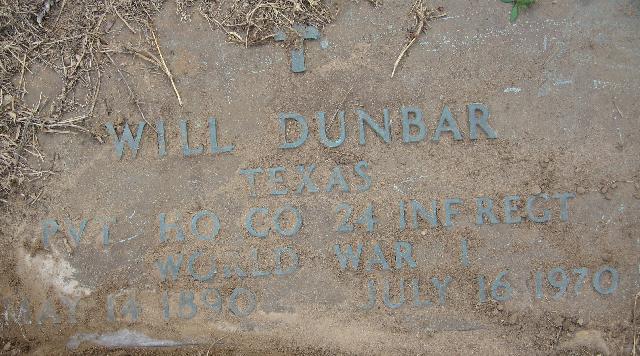 WILL DUNBAR
TEXAS
PVT HQ CO 24 INF REGT
WORLD WAR I
MAY 14 1890 JULY 16 1970